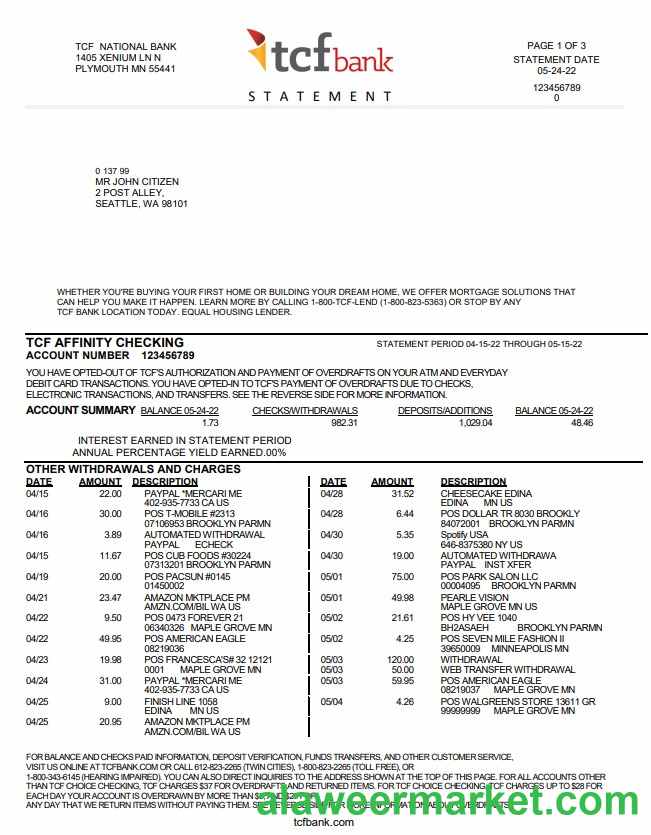 TCF NATIONAL BANK
1405 XENIUM LN N
PLYMOUTH MN 55441
tcfbank
STATEMENT
PAGE 1 OF 3
STATEMENT DATE
05-24-22
123456789
0
0 137 99
MR JOHN CITIZEN
2 POST ALLEY,
SEATTLE, WA 98101
WHETHER YOU'RE BUYING YOUR FIRST HOME OR BUILDING YOUR DREAM HOME, WE OFFER MORTGAGE SOLUTIONS THAT
CAN HELP YOU MAKE IT HAPPEN. LEARN MORE BY CALLING 1-800-TCF-LEND (1-800-823-5363) OR STOP BY ANY
TCF BANK LOCATION TODAY. EQUAL HOUSING LENDER.
TCF AFFINITY CHECKING STATEMENT PERIOD 04-15-22 THROUGH 05-15-22
ACCOUNT NUMBER 123456789
YOU HAVE OPTED-OUT OF TCF'S AUTHORIZATION AND PAYMENT OF OVERDRAFTS ON YOUR ATM AND EVERYDAY
DEBIT CARD TRANSACTIONS. YOU HAVE OPTED-IN TO TCF'S PAYMENT OF OVERDRAFTS DUE TO CHECKS,
ELECTRONIC TRANSACTIONS, AND TRANSFERS. SEE THE REVERSE SIDE FOR MORE INFORMATION.
ACCOUNT SUMMARY BALANCE 05-24-22 CHECKS/WITHDRAWALS DEPOSITS/ADDITIONS BALANCE 05-24-22
1.73 982.31 1,029.04 48.46
INTEREST EARNED IN STATEMENT PERIOD
ANNUAL PERCENTAGE YIELD EARNED.00%
OTHER WITHDRAWALS AND CHARGES
DATE AMOUNT DESCRIPTION
04/15 22.00 PAYPAL *MERCARI ME
402-935-7733 CA US
04/16 30.00 POS T-MOBILE #2313
07106953 BROOKLYN PARMN
04/16 3.89 AUTOMATED WITHDRAWAL
PAYPAL ECHECK
04/15 11.67 POS CUB FOODS #30224
07313201 BROOKLYN PARMN
04/19 20.00 POS PACSUN #0145
01450002
04/21 23.47 AMAZON MKTPLACE PM
AMZN.COM/BIL WA US
04/22 9.50 POS 0473 FOREVER 21
06340326 MAPLE GROVE MN
04/22 49.95 POS AMERICAN EAGLE
08219036
04/23 19.98 POS FRANCESCA'S# 32 12121
0001 MAPLE GROVE MN
04/24 31.00 PAYPAL *MERCARI ME
402-935-7733 CA US
04/25 9.00 FINISH LINE 1058
EDINA MN US
04/25 20.95 AMAZON MKTPLACE PM
AMZN.COM/BIL WA US
DATE AMOUNT DESCRIPTION
04/28 31.52 CHEESECAKE EDINA
EDINA MN US
04/28 6.44 POS DOLLAR TR 8030 BROOKLY
84072001 BROOKLYN PARMN
04/30 5.35 Spotify USA
646-8375380 NY US
04/30 19.00 AUTOMATED WITHDRAWA
PAYPAL INST XFER
05/01 75.00 POS PARK SALON LLC
00004095 BROOKLYN PARMN
05/01 49.98 PEARLE VISION
MAPLE GROVE MN US
05/02 21.61 POS HY VEE 1040
BH2ASAEH BROOKLYN PARMN
05/02 4.25 POS SEVEN MILE FASHION II
39650009 MINNEAPOLIS MN
05/03 120.00 WITHDRAWAL
05/03 50.00 WEB TRANSFER WITHDRAWAL
05/03 59.95 POS AMERICAN EAGLE
08219037 MAPLE GROVE MN
05/04 4.26 POS WALGREENS STORE 13611 GR
99999999 MAPLE GROVE MN
FOR BALANCE AND CHECKS PAID INFORMATION, DEPOSIT VERIFICATION, FUNDS TRANSFERS, AND OTHER CUSTOMER SERVICE,
VISIT US ONLINE AT TCFBANK.COM OR CALL 612-823-2265 (TWIN CITIES), 1-800-823-2265 (TOLL FREE), OR
1-800-343-6145 (HEARING IMPAIRED). YOU CAN ALSO DIRECT INQUIRIES TO THE ADDRESS SHOWN AT THE TOP OF THIS PAGE. FOR ALL ACCOUNTS OTHER
THAN TCF CHOICE CHECKING, TCF CHARGES $37 FOR OVERDRAFTS AND RETURNED ITEMS. FOR TCF CHOICE CHECKING, TCF CHARGES UP TO $28 FOR
EACH DAY YOUR ACCOUNT IS OVERDRAWN BY MORE THAN
ANY DAY THAT WE RETURN ITEMS WITHOUT PAYING THEM. SEE REVERSE SIDE FOR MORE INFORMATION ABOUT OVERDRAFTS.
alawoormarket.com
tcfbank.com